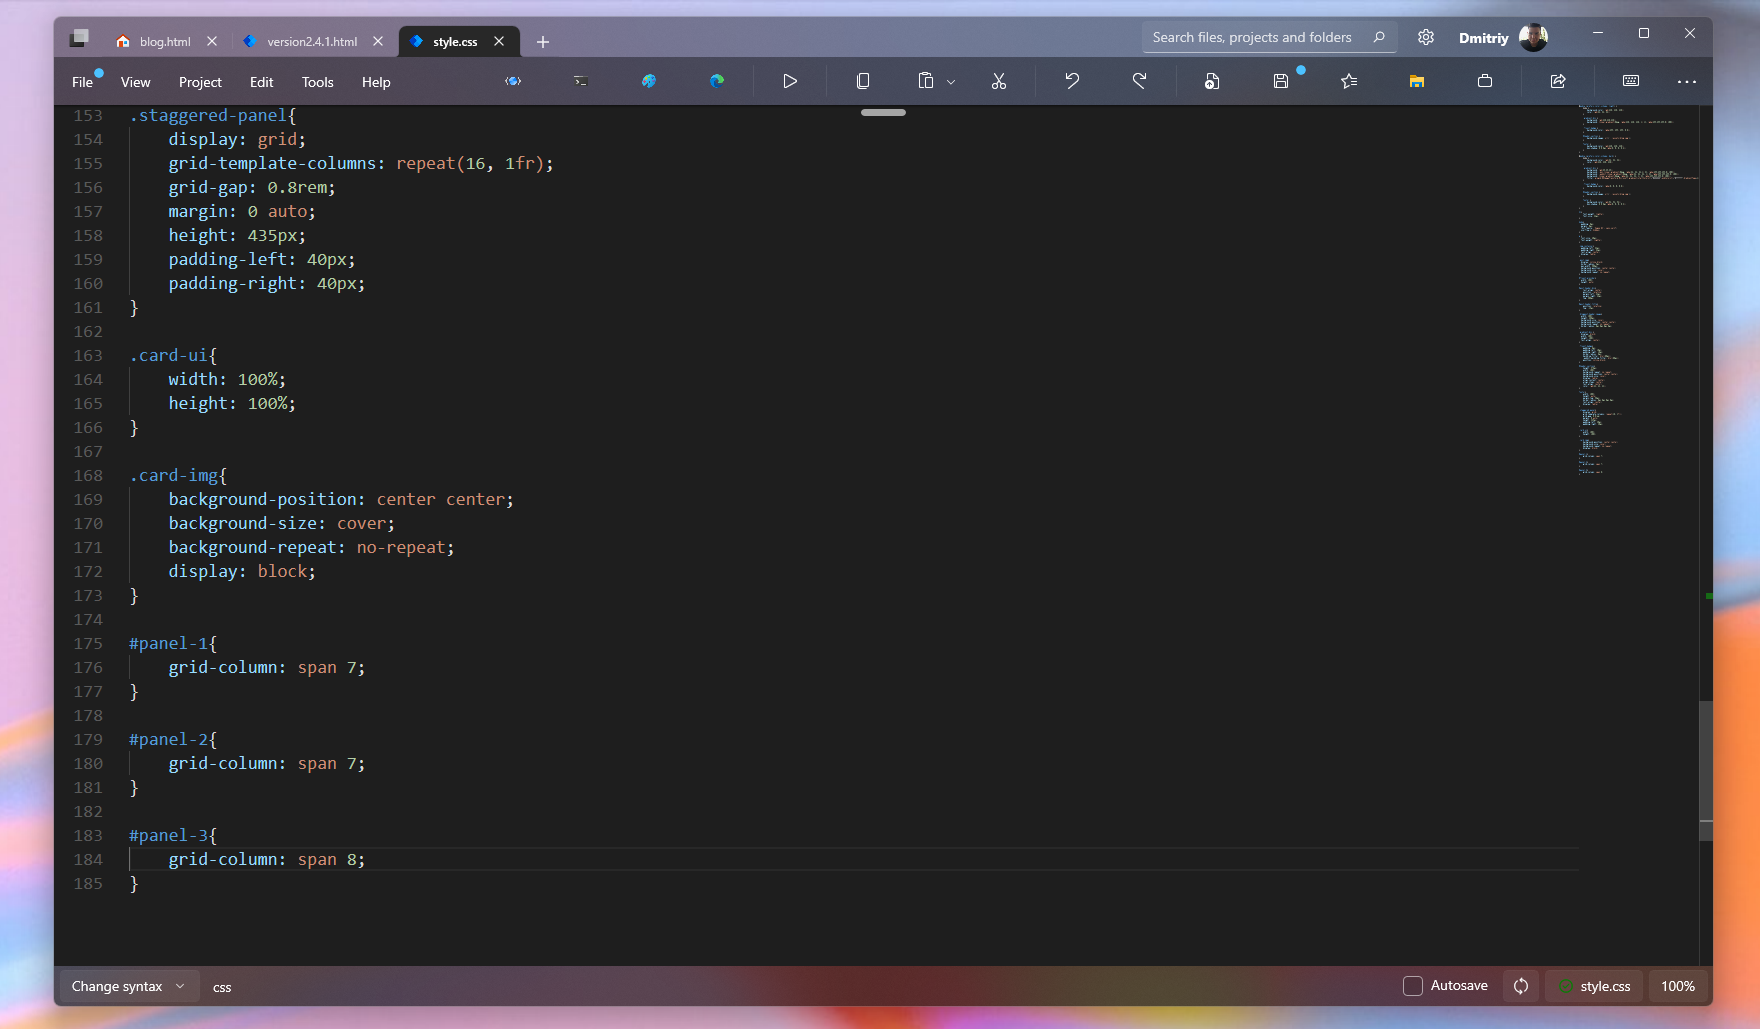 blog.html
version2.4.1.html
style.css
Search files, projects and folders
Dmitriy
File View Project Edit Tools Help
153 .staggered-panel{
154     display: grid;
155     grid-template-columns: repeat(16, 1fr);
156     grid-gap: 0.8rem;
157     margin: 0 auto;
158     height: 435px;
159     padding-left: 40px;
160     padding-right: 40px;
161 }
162
163 .card-ui{
164     width: 100%;
165     height: 100%;
166 }
167
168 .card-img{
169     background-position: center center;
170     background-size: cover;
171     background-repeat: no-repeat;
172     display: block;
173 }
174
175 #panel-1{
176     grid-column: span 7;
177 }
178
179 #panel-2{
180     grid-column: span 7;
181 }
182
183 #panel-3{
184     grid-column: span 8;
185 }
Change syntax css Autosave style.css 100%